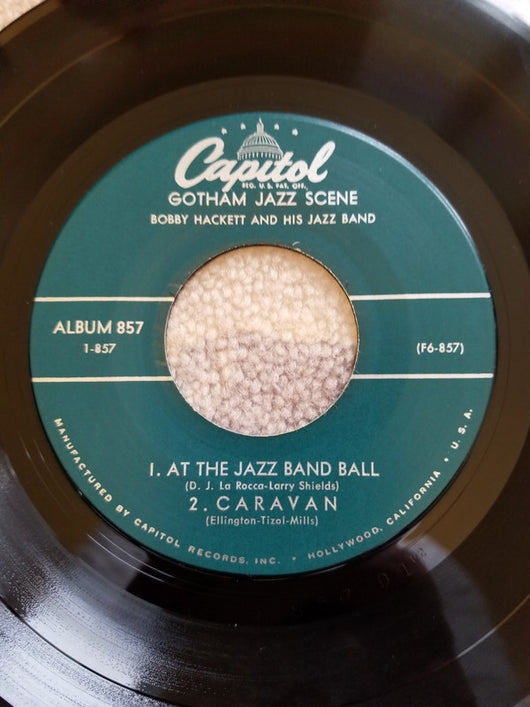 Capitol
REG. U.S. PAT. OFF.
GOTHAM JAZZ SCENE
BOBBY HACKETT AND HIS JAZZ BAND
ALBUM 857
1-857
(F6-857)
1. AT THE JAZZ BAND BALL
(D. J. La Rocca-Larry Shields)
2. CARAVAN
(Ellington-Tizol-Mills)
MANUFACTURED BY CAPITOL RECORDS, INC. • HOLLYWOOD, CALIFORNIA • U.S.A.